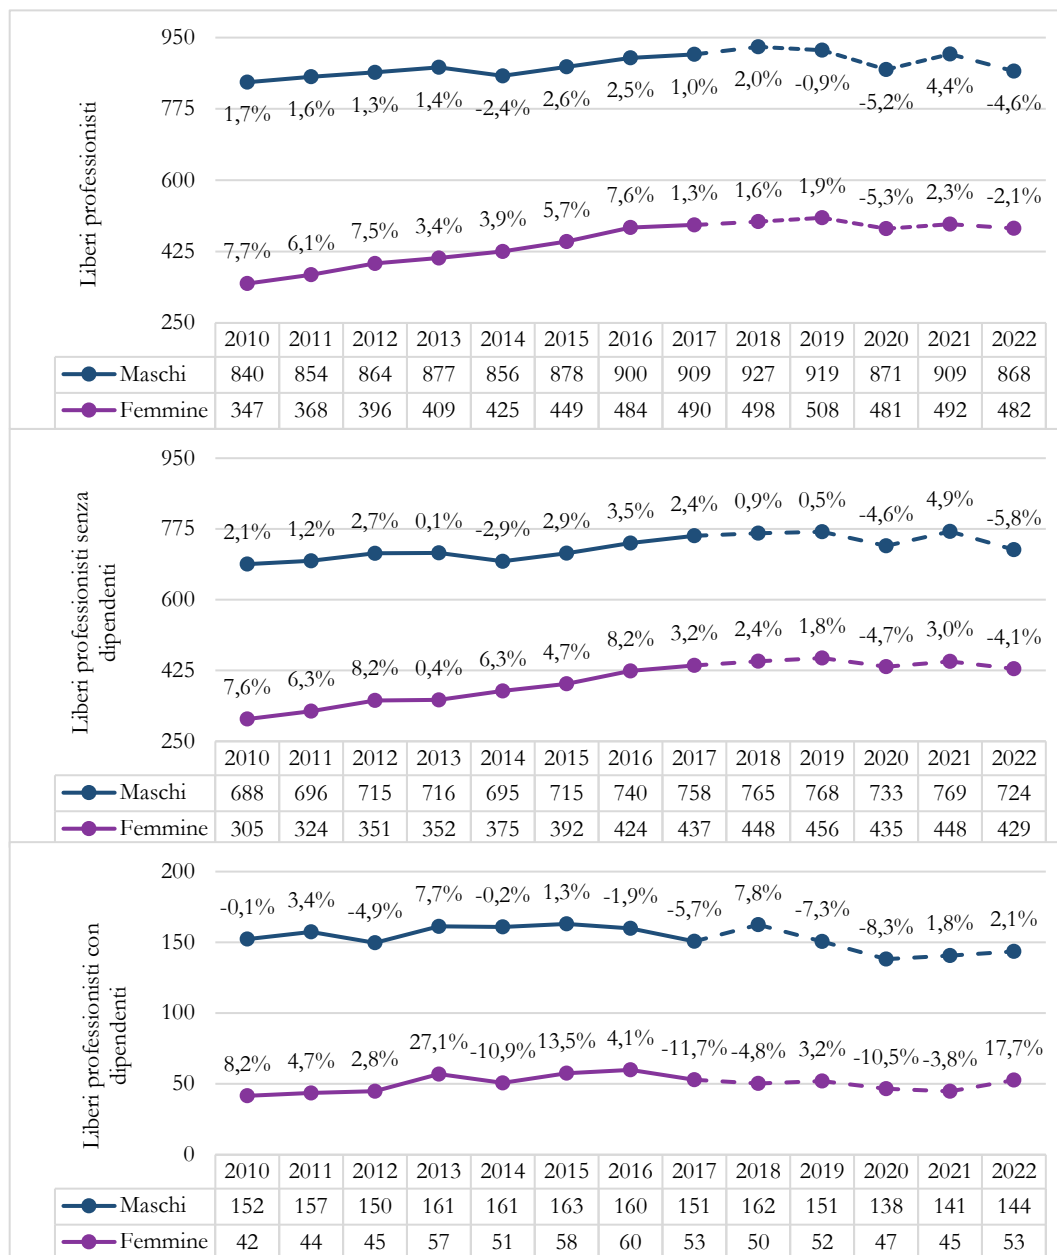 Liberi professionisti
950
775
600
425
250
1,7% 1,6% 1,3% 1,4% -2,4% 2,6% 2,5% 1,0% 2,0% -0,9% -5,2% 4,4% -4,6%
7,7% 6,1% 7,5% 3,4% 3,9% 5,7% 7,6% 1,3% 1,6% 1,9% -5,3% 2,3% -2,1%
2010 2011 2012 2013 2014 2015 2016 2017 2018 2019 2020 2021 2022
Maschi 840 854 864 877 856 878 900 909 927 919 871 909 868
Femmine 347 368 396 409 425 449 484 490 498 508 481 492 482
Liberi professionisti senza
dipendenti
950
775
600
425
250
2,1% 1,2% 2,7% 0,1% -2,9% 2,9% 3,5% 2,4% 0,9% 0,5% -4,6% 4,9% -5,8%
7,6% 6,3% 8,2% 0,4% 6,3% 4,7% 8,2% 3,2% 2,4% 1,8% -4,7% 3,0% -4,1%
2010 2011 2012 2013 2014 2015 2016 2017 2018 2019 2020 2021 2022
Maschi 688 696 715 716 695 715 740 758 765 768 733 769 724
Femmine 305 324 351 352 375 392 424 437 448 456 435 448 429
Liberi professionisti con
dipendenti
200
150
100
50
0
-0,1% 3,4% -4,9% 7,7% -0,2% 1,3% -1,9% -5,7% 7,8% -7,3% -8,3% 1,8% 2,1%
8,2% 4,7% 2,8% 27,1% -10,9% 13,5% 4,1% -11,7% -4,8% 3,2% -10,5% -3,8% 17,7%
2010 2011 2012 2013 2014 2015 2016 2017 2018 2019 2020 2021 2022
Maschi 152 157 150 161 161 163 160 151 162 151 138 141 144
Femmine 42 44 45 57 51 58 60 53 50 52 47 45 53